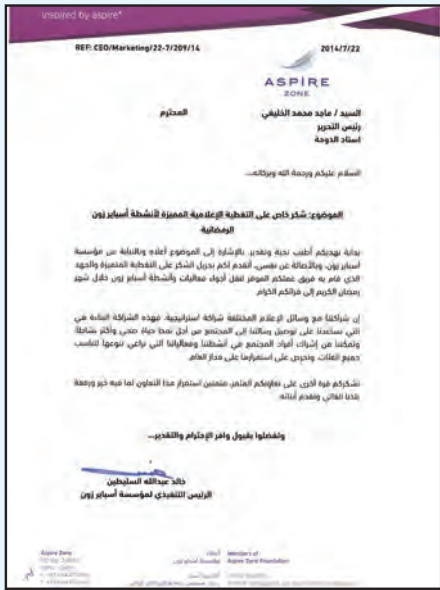 inspired by aspire*
REF: CEO/Marketing/22-7/209/14
2014/7/22
ASPIRE
ZONE
السيد / ماجد محمد الخليفي
المحترم
رئيس التحرير
استاد الدوحة
السلام عليكم ورحمة الله وبركاته...
الموضوع: شكر خاص على التغطية الإعلامية المميزة لأنشطة أسباير زون
الرمضانية
بداية نهديكم أطيب تحية وتقدير، بالإشارة إلى الموضوع أعلاه وبالنيابة عن مؤسسة
أسباير زون، وبالأصالة عن نفسي، أتقدم لكم بجزيل الشكر على التغطية المتميزة والجهد
الذي قام به فريق عملكم الموقر لنقل أجواء فعاليات وأنشطة أسباير زون خلال شهر
رمضان الكريم إلى قرائكم الكرام.
إن شراكتنا مع وسائل الإعلام المختلفة شراكة استراتيجية، فهذه الشراكة البناءة هي
التي تساعدنا على توصيل رسالتنا إلى المجتمع من أجل نمط حياة صحي وأكثر نشاطا،
وتمكننا من إشراك أفراد المجتمع في أنشطتنا وفعالياتنا التي نراعي تنوعها لتناسب
جميع الفئات، ونحرص على استمرارها على مدار العام.
نشكركم مرة أخرى على تعاونكم المثمر، متمنين استمرار هذا التعاون لما فيه خير ورفعة
بلدنا الغالي وتقدم أبنائه.
وتفضلوا بقبول وافر الإحترام والتقدير...
خالد عبدالله السليطين
الرئيس التنفيذي لمؤسسة أسباير زون
Aspire Zone
Members of
Aspire Zone Foundation
مؤسسة أسباير زون